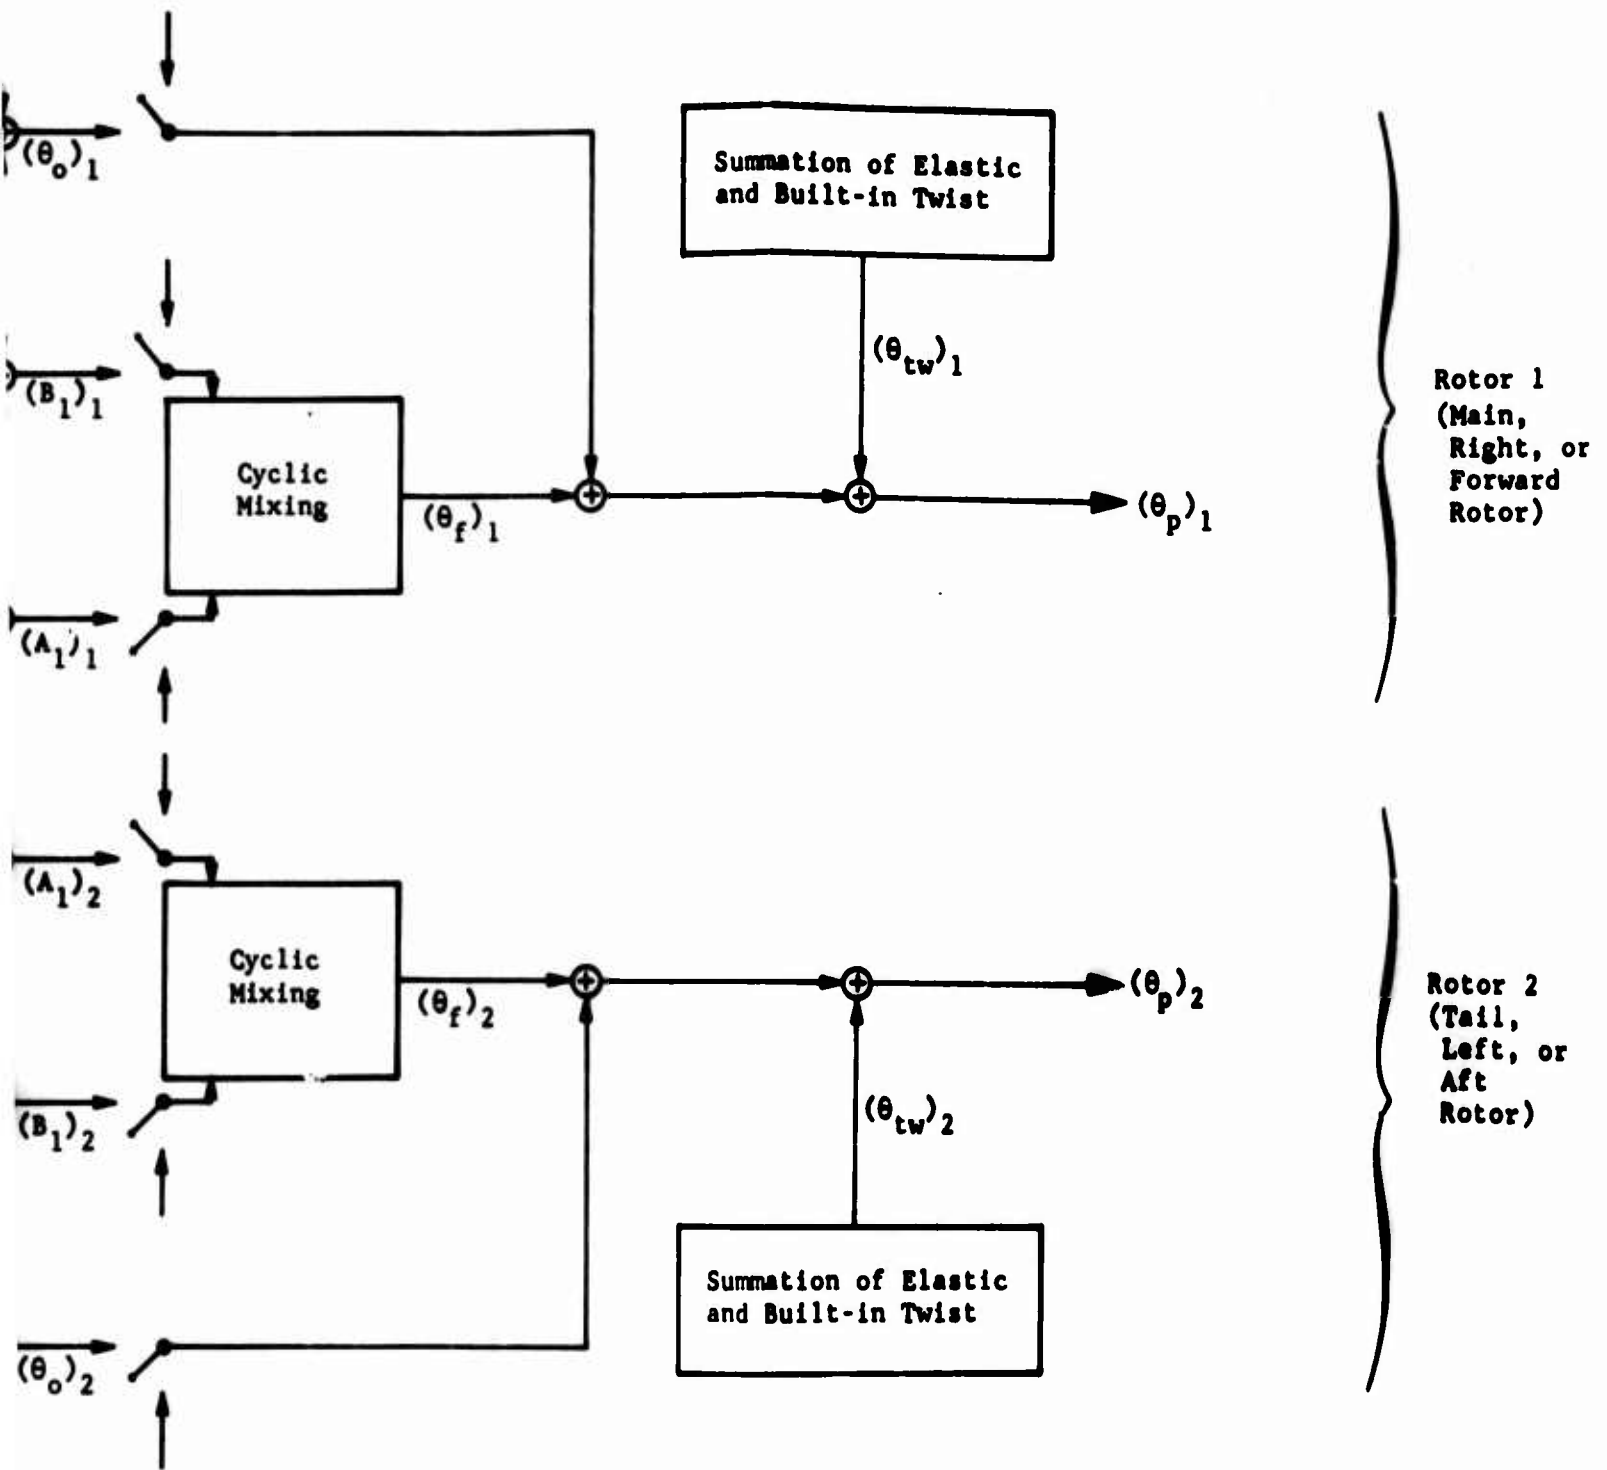 (θo)1
Summation of Elastic
and Built-in Twist
(θtw)1
(B1)1
Rotor 1
(Main,
Right, or
Forward
Rotor)
Cyclic
Mixing
(θf)1
(θp)1
(A1)1
(A1)2
Cyclic
Mixing
(θf)2
(θp)2
Rotor 2
(Tail,
Left, or
Aft
Rotor)
(B1)2
(θtw)2
Summation of Elastic
and Built-in Twist
(θo)2